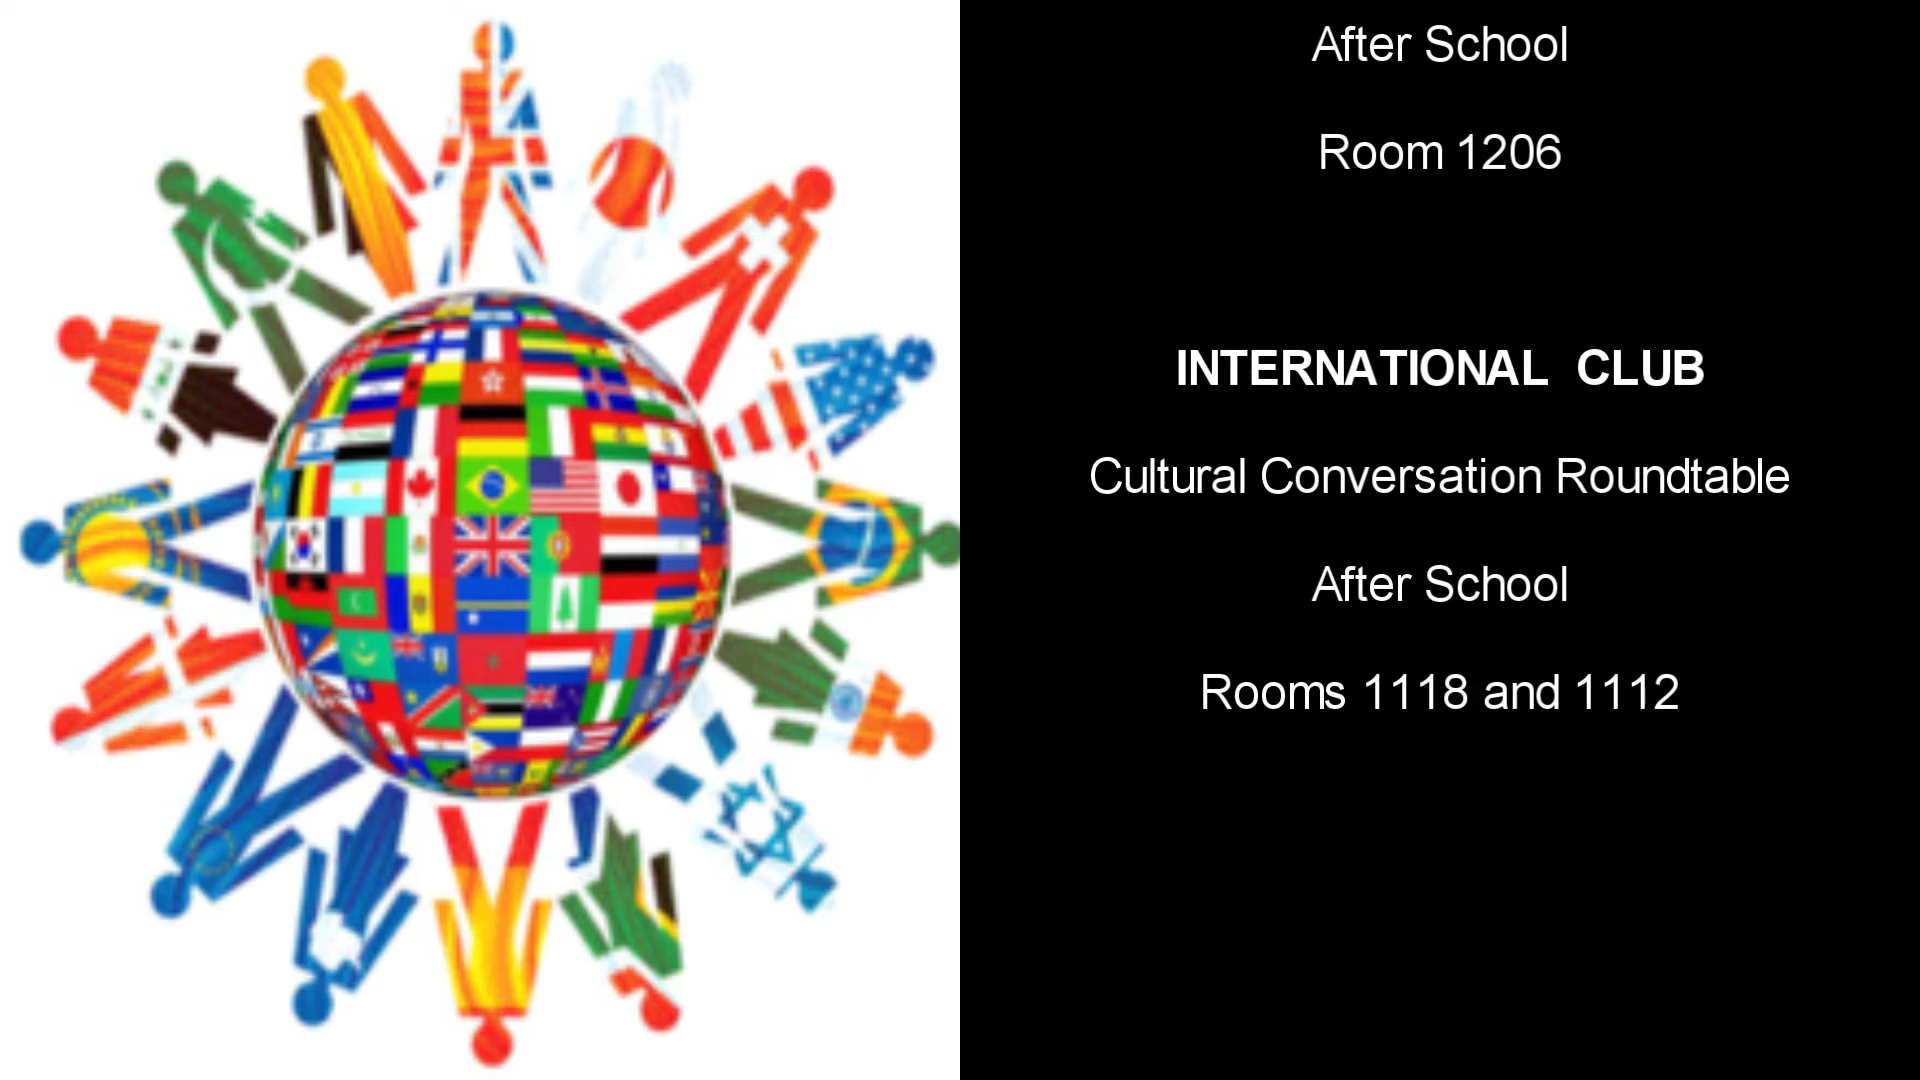 After School
Room 1206
INTERNATIONAL CLUB
Cultural Conversation Roundtable
After School
Rooms 1118 and 1112